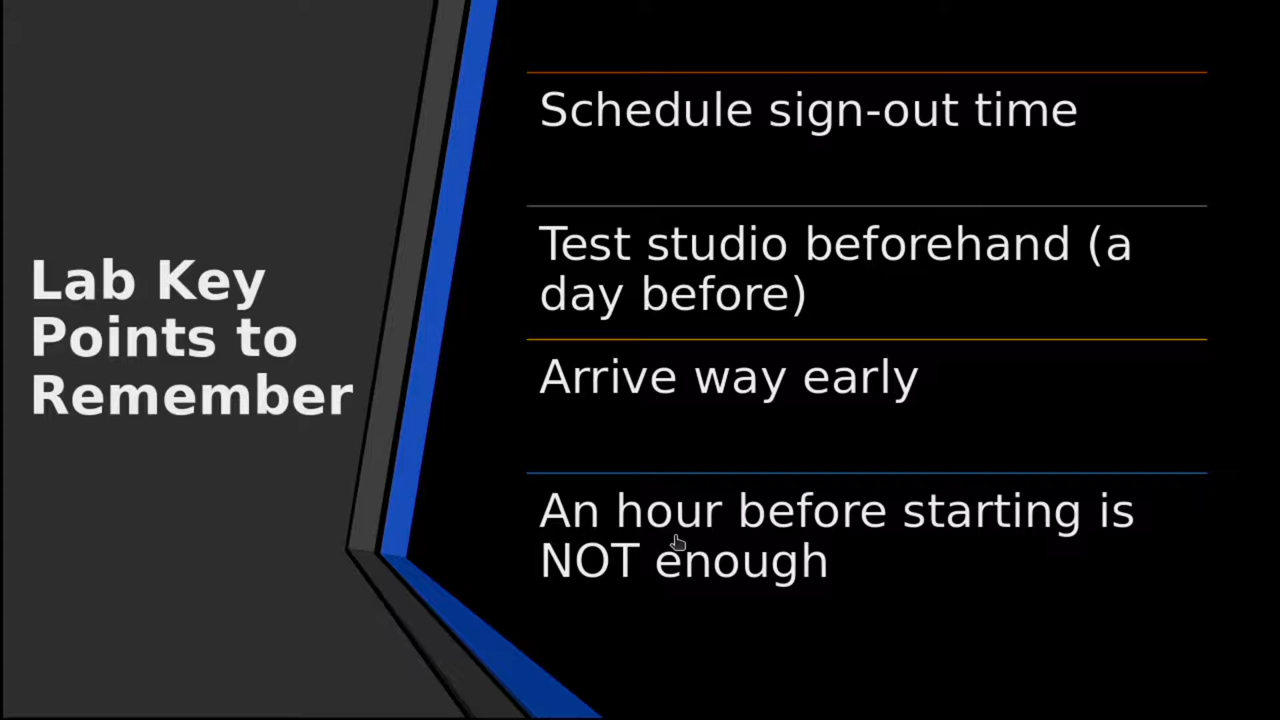 Lab Key
Points to
Remember
Schedule sign-out time
Test studio beforehand (a
day before)
Arrive way early
An hour before starting is
NOT enough